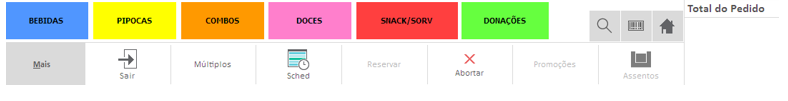 BEBIDAS PIPOCAS COMBOS DOCES SNACK/SORV DONAÇÕES Total do Pedido
Mais Sair Múltiplos Sched Reservar Abortar Promoções Assentos